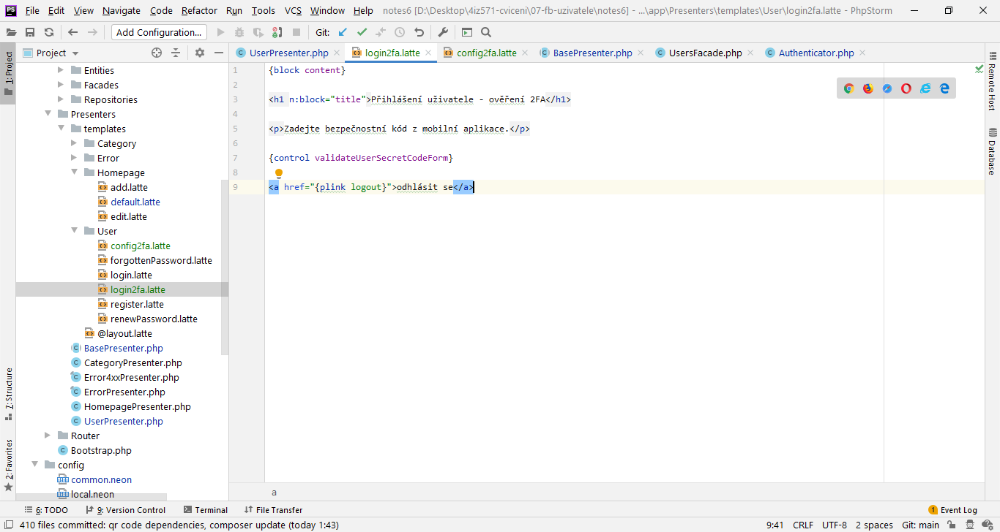 PS File Edit View Navigate Code Refactor Run Tools VCS Window Help notes6 [D:\Desktop\4iz571-cviceni\07-fb-uzivatele\notes6] - ...\app\Presenters\templates\User\login2fa.latte - PhpStorm
Add Configuration... Git:
Project UserPresenter.php login2fa.latte config2fa.latte BasePresenter.php UsersFacade.php Authenticator.php
1: Project
7: Structure
2: Favorites
Entities
Facades
Repositories
Presenters
templates
Category
Error
Homepage
add.latte
default.latte
edit.latte
User
config2fa.latte
forgottenPassword.latte
login.latte
login2fa.latte
register.latte
renewPassword.latte
@layout.latte
BasePresenter.php
CategoryPresenter.php
Error4xxPresenter.php
ErrorPresenter.php
HomepagePresenter.php
UserPresenter.php
Router
Bootstrap.php
config
common.neon
local.neon
1 {block content}
2
3 <h1 n:block="title">Přihlášení uživatele - ověření 2FA</h1>
4
5 <p>Zadejte bezpečnostní kód z mobilní aplikace.</p>
6
7 {control validateUserSecretCodeForm}
8
9 <a href="{plink logout}">odhlásit se</a>
a
Remote Host
Database
6: TODO 9: Version Control Terminal File Transfer 1 Event Log
410 files committed: qr code dependencies, composer update (today 1:43) 9:41 CRLF UTF-8 2 spaces Git: main